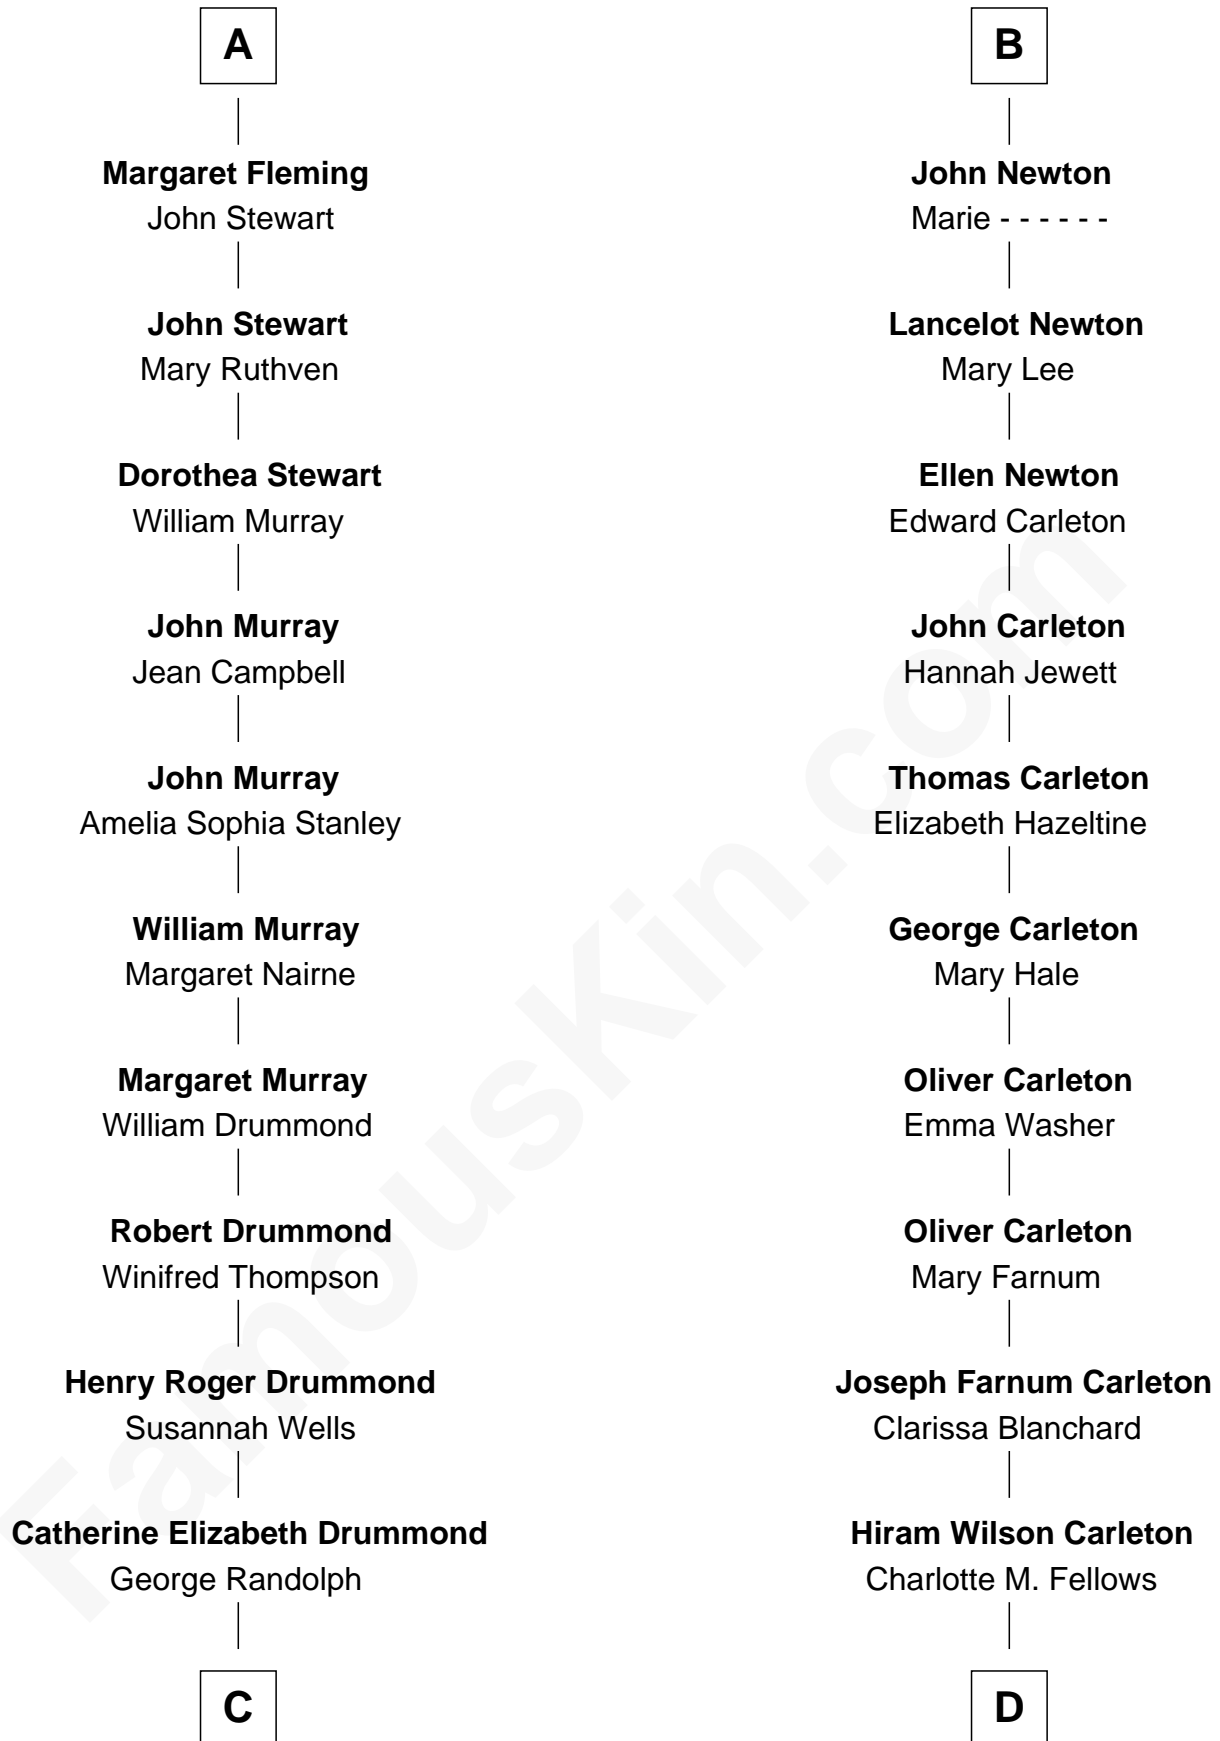 A
Margaret Fleming
John Stewart
John Stewart
Mary Ruthven
Dorothea Stewart
William Murray
John Murray
Jean Campbell
John Murray
Amelia Sophia Stanley
William Murray
Margaret Nairne
Margaret Murray
William Drummond
Robert Drummond
Winifred Thompson
Henry Roger Drummond
Susannah Wells
Catherine Elizabeth Drummond
George Randolph
C
B
John Newton
Marie - - - - - -
Lancelot Newton
Mary Lee
Ellen Newton
Edward Carleton
John Carleton
Hannah Jewett
Thomas Carleton
Elizabeth Hazeltine
George Carleton
Mary Hale
Oliver Carleton
Emma Washer
Oliver Carleton
Mary Farnum
Joseph Farnum Carleton
Clarissa Blanchard
Hiram Wilson Carleton
Charlotte M. Fellows
D
FamousKin.com